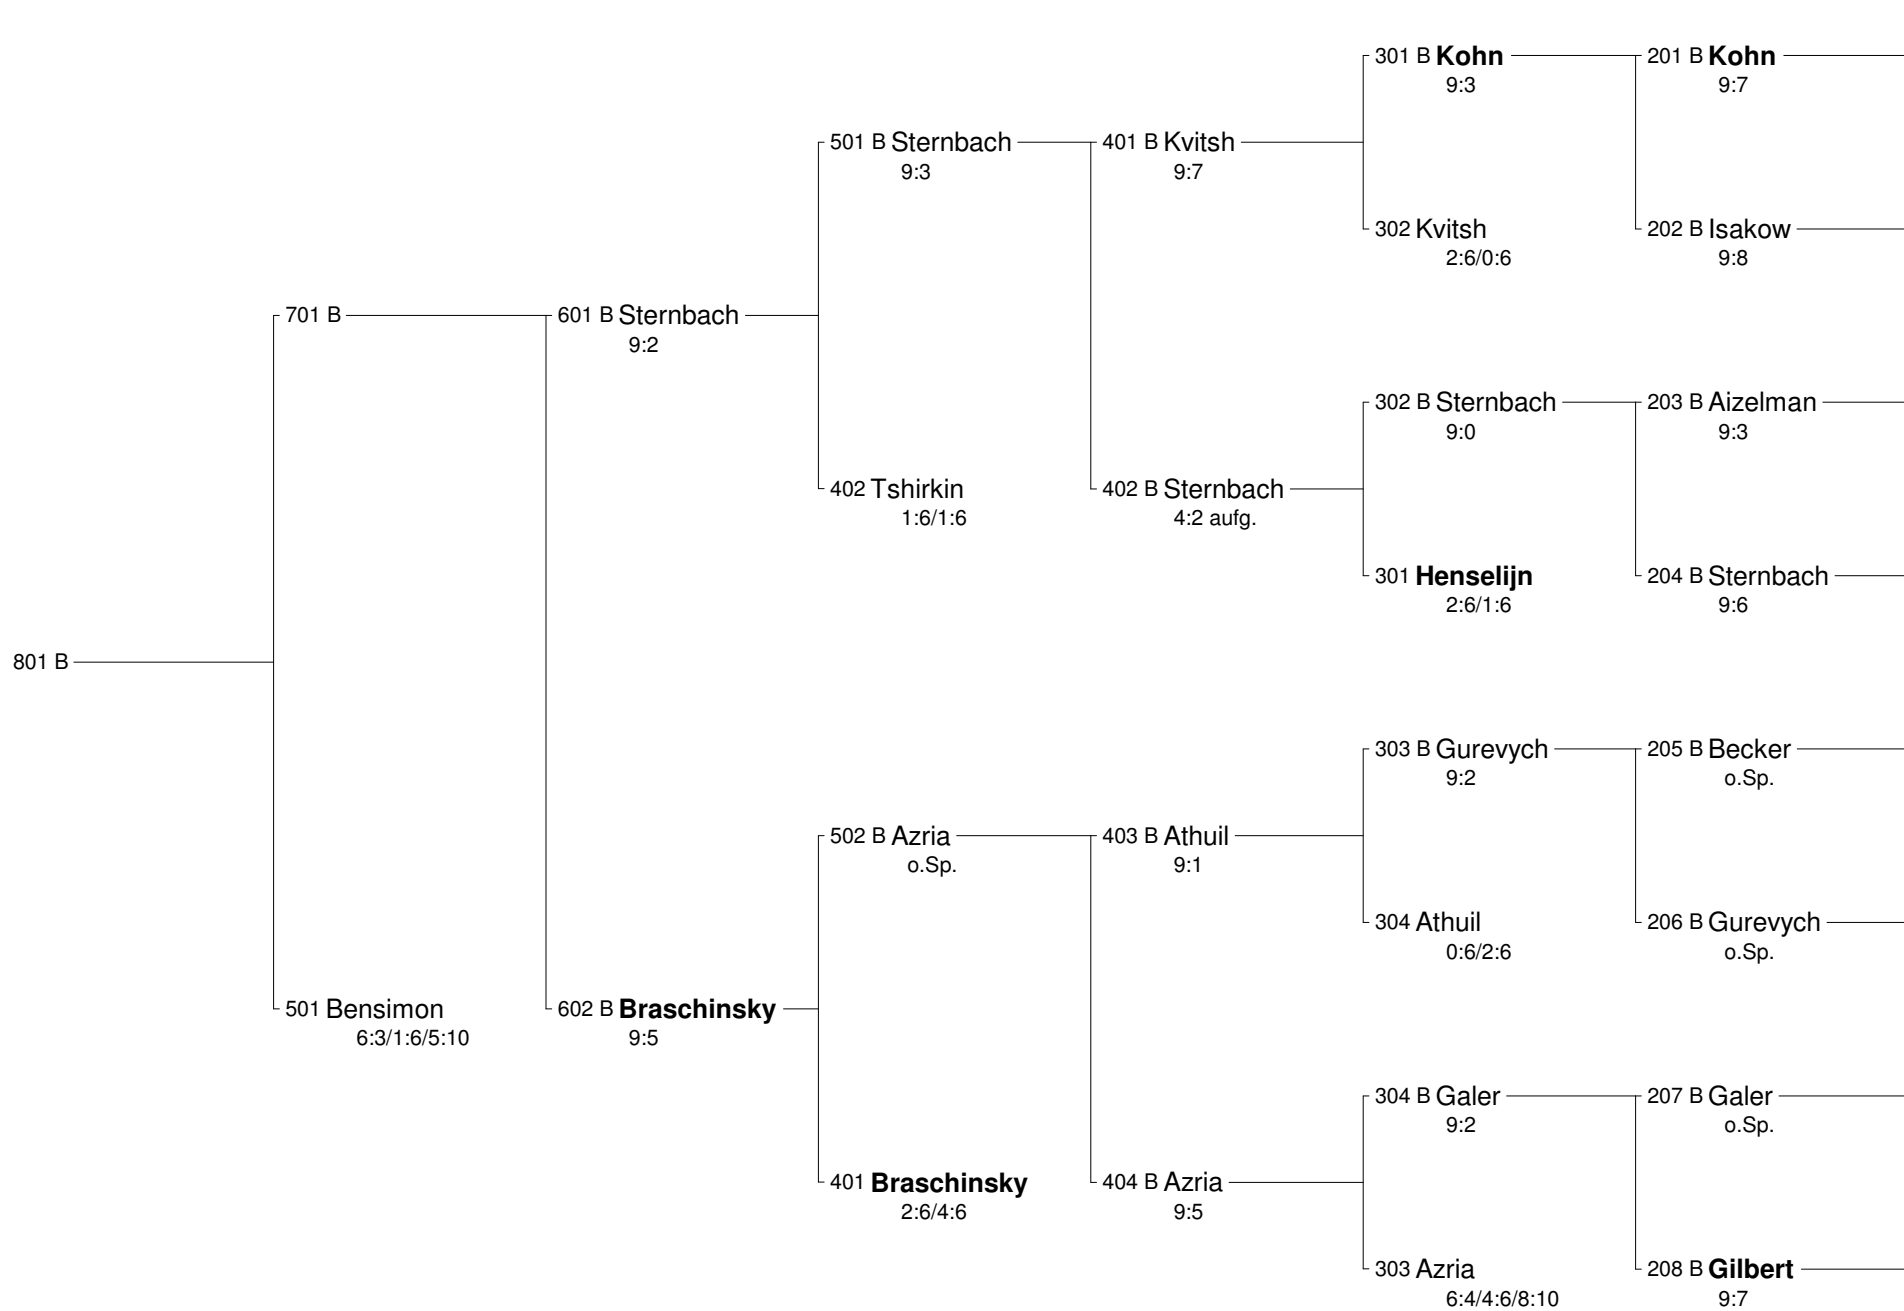 301 B Kohn
201 B Kohn
9:3
9:7
501 B Sternbach
401 B Kvitsh
9:3
9:7
302 Kvitsh
202 B Isakow
2:6/0:6
9:8
701 B
601 B Sternbach
9:2
302 B Sternbach
203 B Aizelman
9:0
9:3
402 Tshirkin
402 B Sternbach
1:6/1:6
4:2 aufg.
301 Henselijn
204 B Sternbach
2:6/1:6
9:6
801 B
303 B Gurevych
205 B Becker
9:2
o.Sp.
502 B Azria
403 B Athuil
o.Sp.
9:1
304 Athuil
206 B Gurevych
0:6/2:6
o.Sp.
501 Bensimon
602 B Braschinsky
6:3/1:6/5:10
9:5
304 B Galer
207 B Galer
9:2
o.Sp.
401 Braschinsky
404 B Azria
2:6/4:6
9:5
303 Azria
208 B Gilbert
6:4/4:6/8:10
9:7